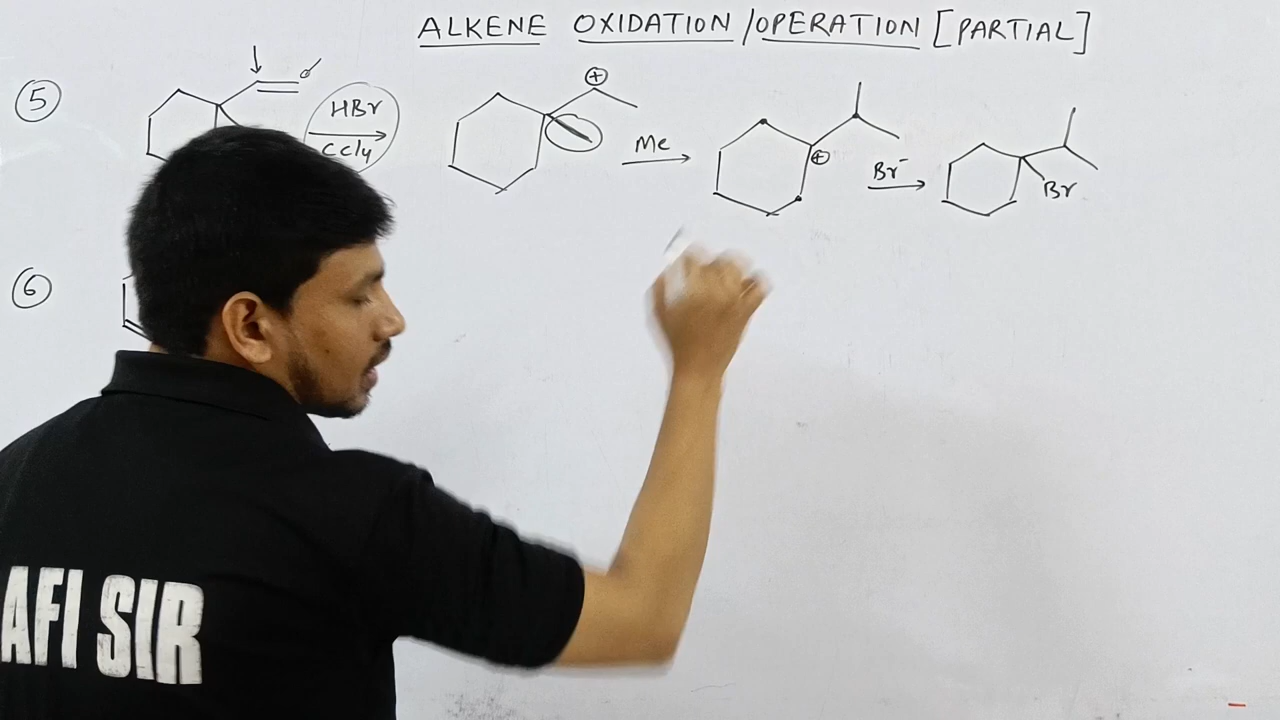 ALKENE OXIDATION/OPERATION [PARTIAL]
5
HBr
CCl4
⊕
Me
⊕
Br⁻
Br
6
AFI SIR